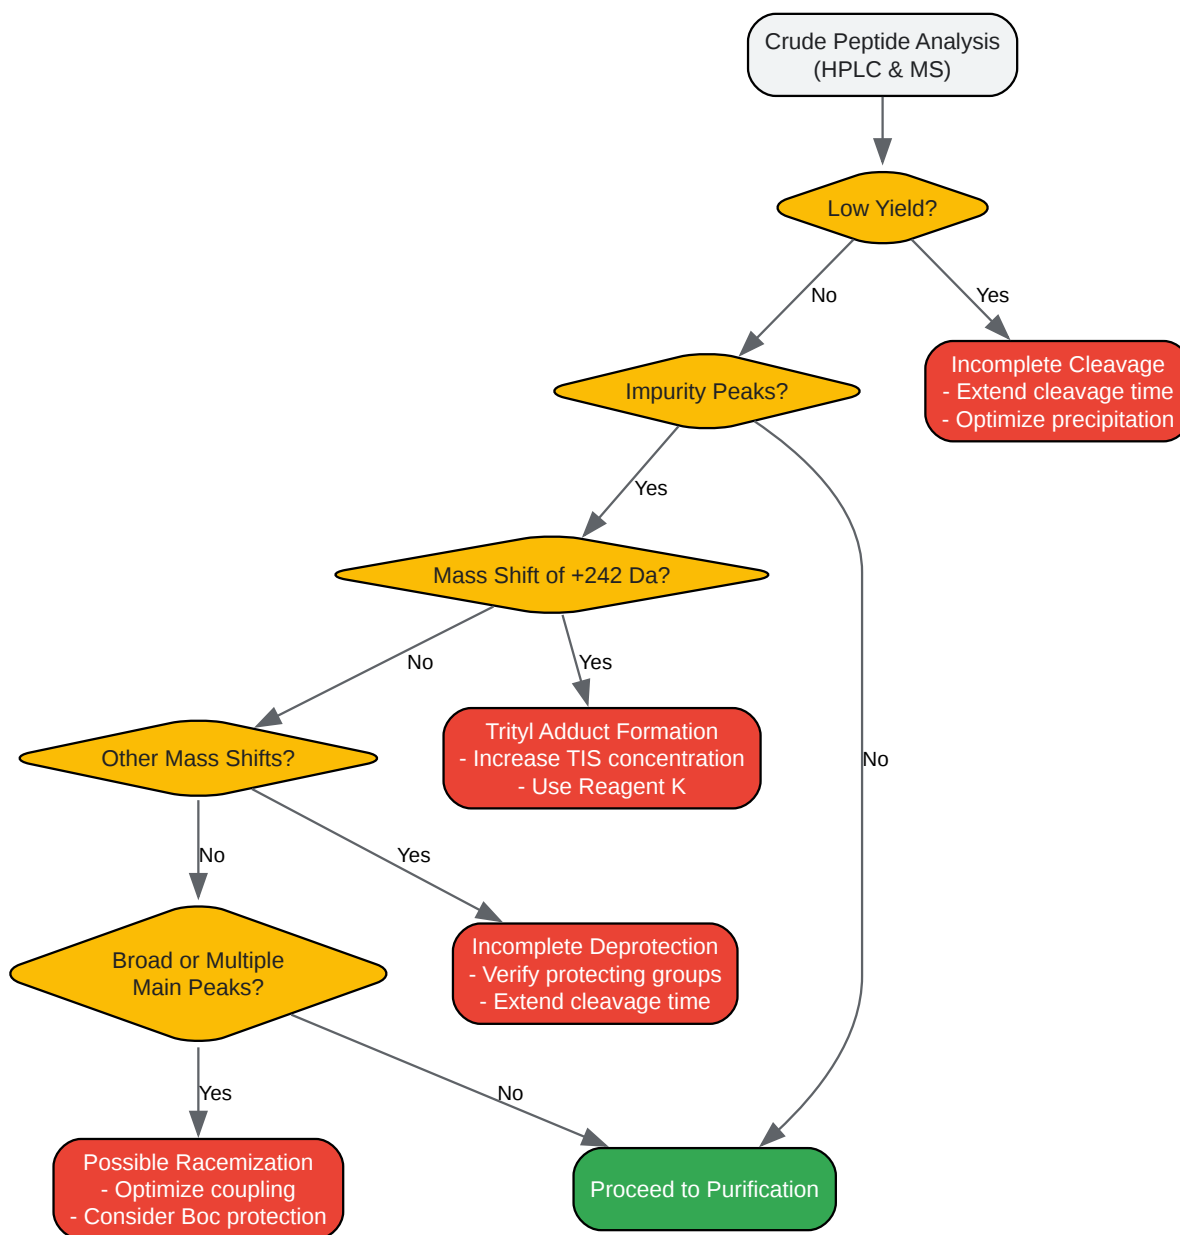 Crude Peptide Analysis
(HPLC & MS)
Low Yield?
No
Yes
Incomplete Cleavage
- Extend cleavage time
- Optimize precipitation
Impurity Peaks?
Yes
No
Mass Shift of +242 Da?
No
Yes
Trityl Adduct Formation
- Increase TIS concentration
- Use Reagent K
Other Mass Shifts?
No
Yes
Incomplete Deprotection
- Verify protecting groups
- Extend cleavage time
Broad or Multiple
Main Peaks?
Yes
No
Possible Racemization
- Optimize coupling
- Consider Boc protection
Proceed to Purification